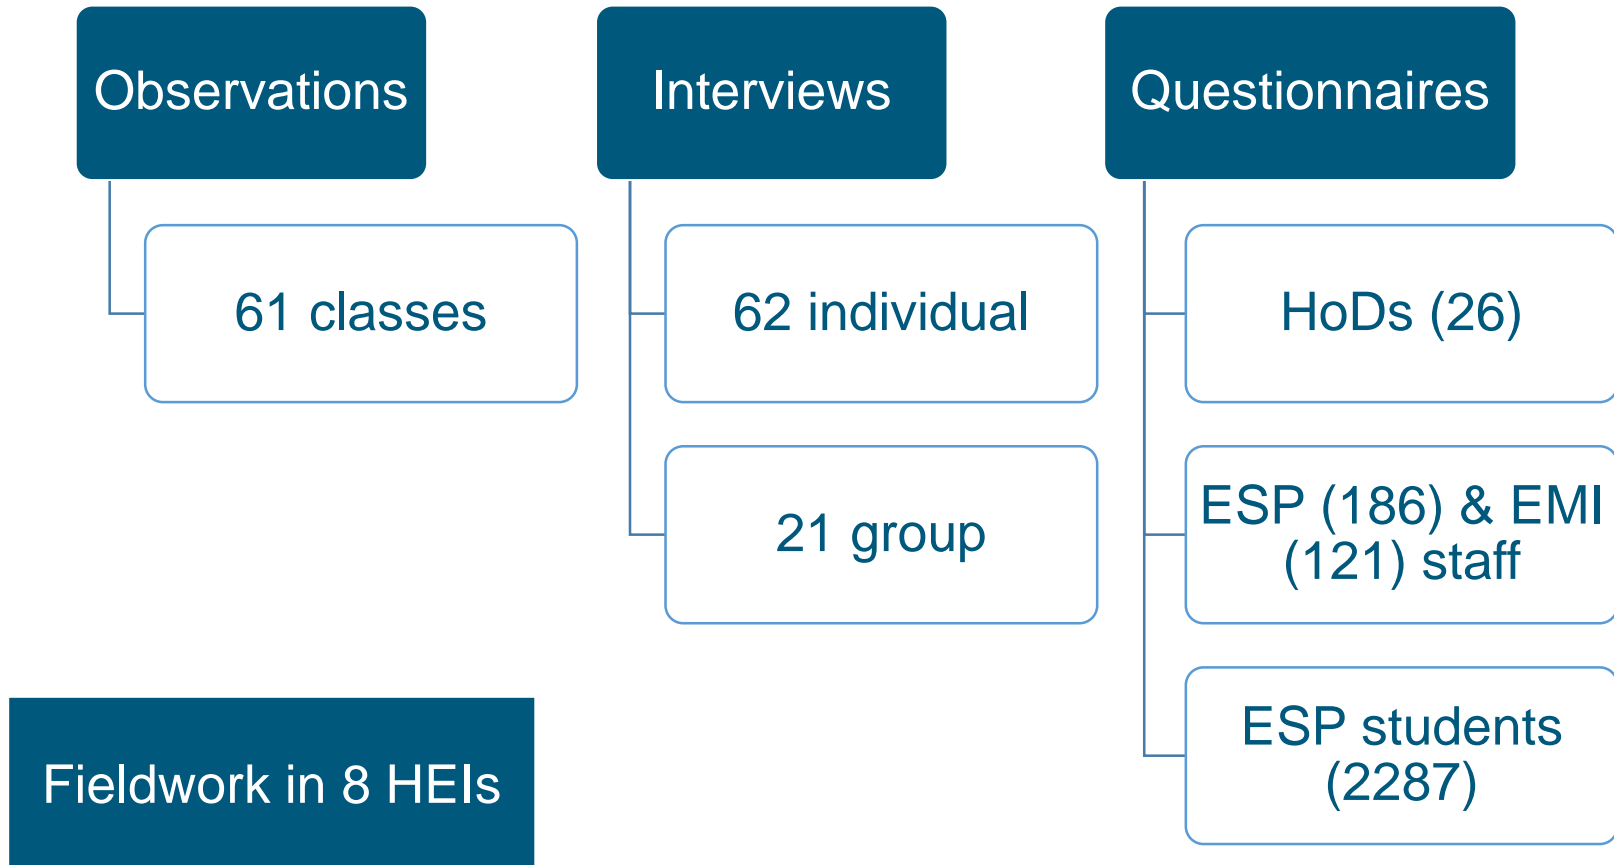 Observations
61 classes
Interviews
62 individual
21 group
Questionnaires
HoDs (26)
ESP (186) & EMI
(121) staff
ESP students
(2287)
Fieldwork in 8 HEIs